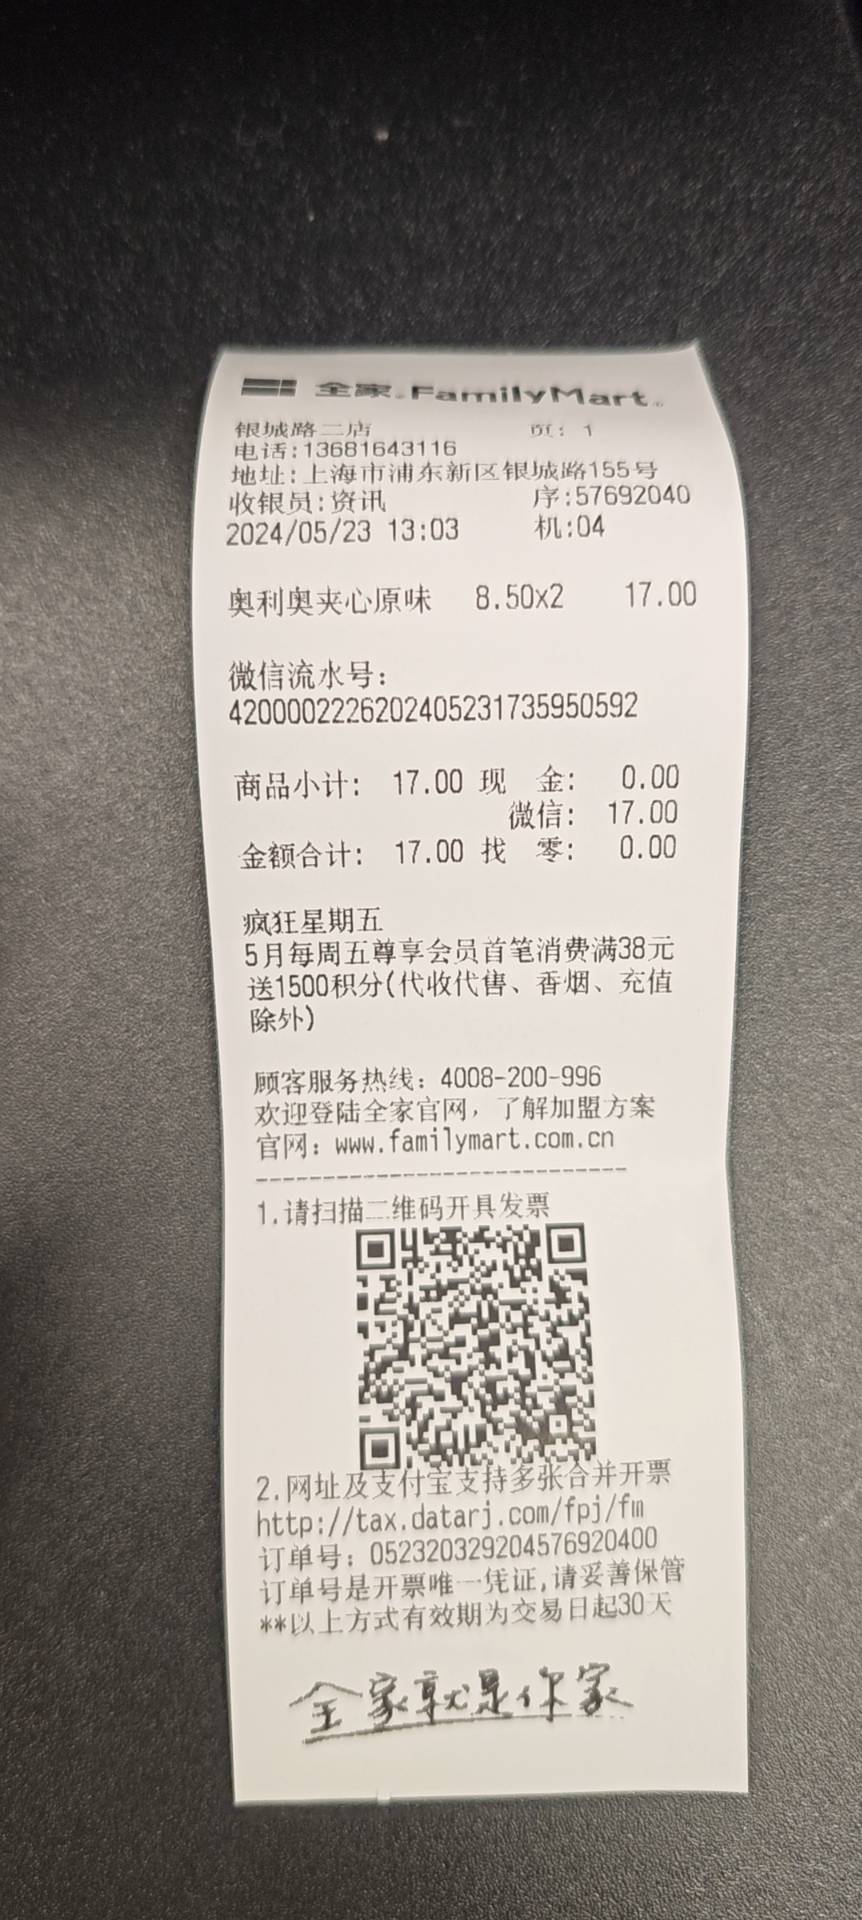 全家®FamilyMart®
银城路二店 页: 1
电话:13681643116
地址:上海市浦东新区银城路155号
收银员:资讯 序:57692040
2024/05/23 13:03 机:04
奥利奥夹心原味 8.50x2 17.00
微信流水号:
4200002226202405231735950592
商品小计: 17.00 现 金: 0.00
微信: 17.00
金额合计: 17.00 找 零: 0.00
疯狂星期五
5月每周五尊享会员首笔消费满38元
送1500积分(代收代售、香烟、充值
除外)
顾客服务热线: 4008-200-996
欢迎登陆全家官网, 了解加盟方案
官网: www.familymart.com.cn
1.请扫描二维码开具发票
2.网址及支付宝支持多张合并开票
http://tax.datarj.com/fpj/fm
订单号: 052320329204576920400
订单号是开票唯一凭证,请妥善保管
**以上方式有效期为交易日起30天
全家就是你家